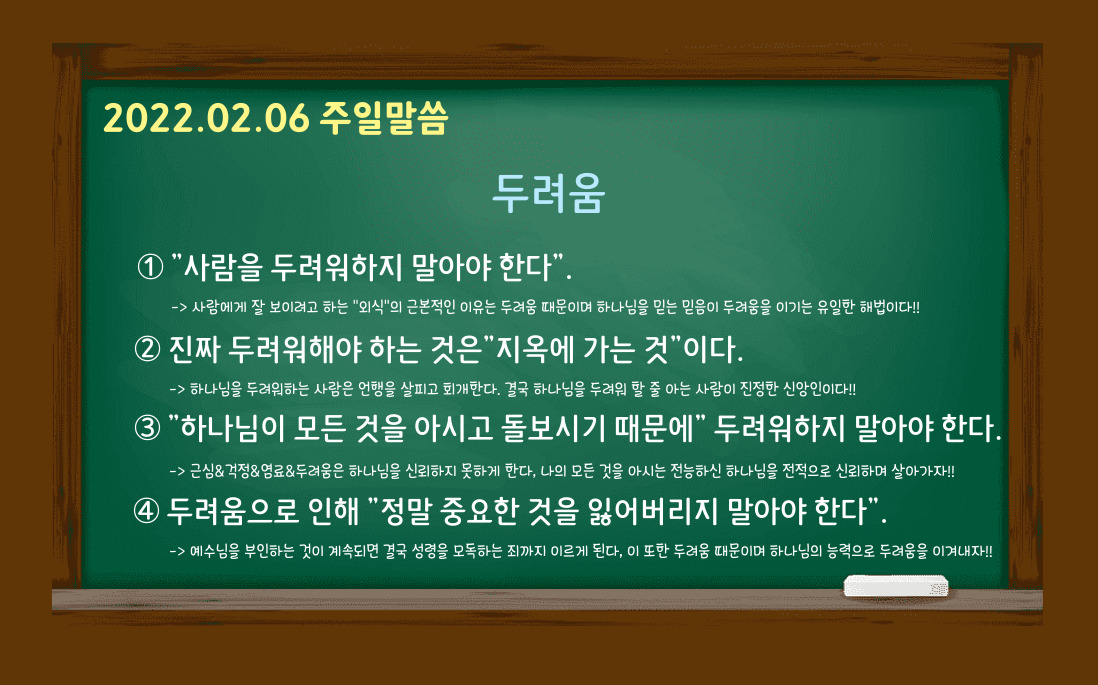 2022.02.06 주일말씀
두려움
① "사람을 두려워하지 말아야 한다".
-> 사람에게 잘 보이려고 하는 "외식"의 근본적인 이유는 두려움 때문이며 하나님을 믿는 믿음이 두려움을 이기는 유일한 해법이다!!
② 진짜 두려워해야 하는 것은"지옥에 가는 것"이다.
-> 하나님을 두려워하는 사람은 언행을 살피고 회개한다. 결국 하나님을 두려워 할 줄 아는 사람이 진정한 신앙인이다!!
③ "하나님이 모든 것을 아시고 돌보시기 때문에" 두려워하지 말아야 한다.
-> 근심&걱정&염료&두려움은 하나님을 신뢰하지 못하게 한다, 나의 모든 것을 아시는 전능하신 하나님을 전적으로 신뢰하며 살아가자!!
④ 두려움으로 인해 "정말 중요한 것을 잃어버리지 말아야 한다".
-> 예수님을 부인하는 것이 계속되면 결국 성령을 모독하는 죄까지 이르게 된다, 이 또한 두려움 때문이며 하나님의 능력으로 두려움을 이겨내자!!